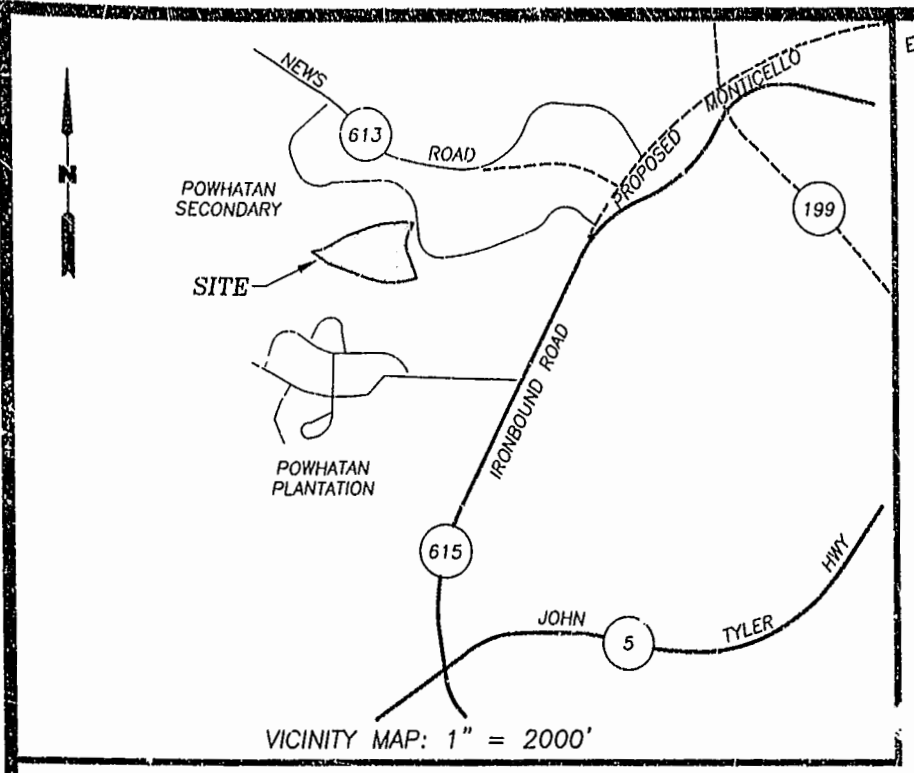 E
NEWS
613
ROAD
PROPOSED MONTICELLO
199
N
POWHATAN
SECONDARY
SITE
IRONBOUND ROAD
POWHATAN
PLANTATION
615
JOHN
5
TYLER
HWY
VICINITY MAP: 1" = 2000'